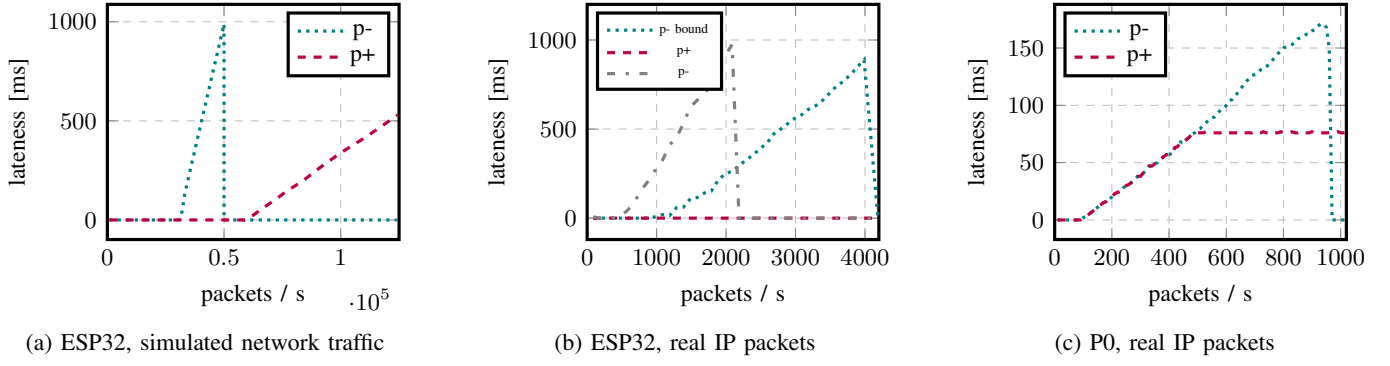 lateness [ms]
1000
500
0
p-
p+
0
0.5
1
packets / s
·10⁵
(a) ESP32, simulated network traffic
lateness [ms]
1000
500
0
p- bound
p+
p-
0
1000
2000
3000
4000
packets / s
(b) ESP32, real IP packets
lateness [ms]
150
100
50
0
p-
p+
0
200
400
600
800
1000
packets / s
(c) P0, real IP packets